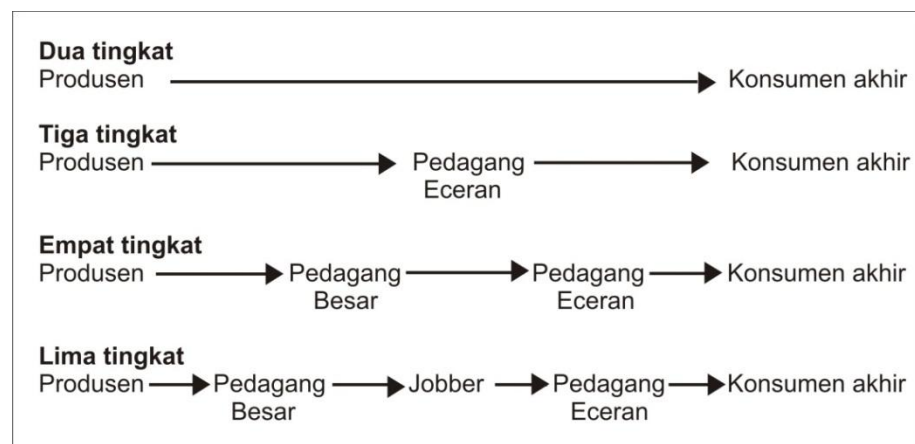 Dua tingkat
Produsen Konsumen akhir
Tiga tingkat
Produsen Pedagang Eceran Konsumen akhir
Empat tingkat
Produsen Pedagang Besar Pedagang Eceran Konsumen akhir
Lima tingkat
Produsen Pedagang Besar Jobber Pedagang Eceran Konsumen akhir